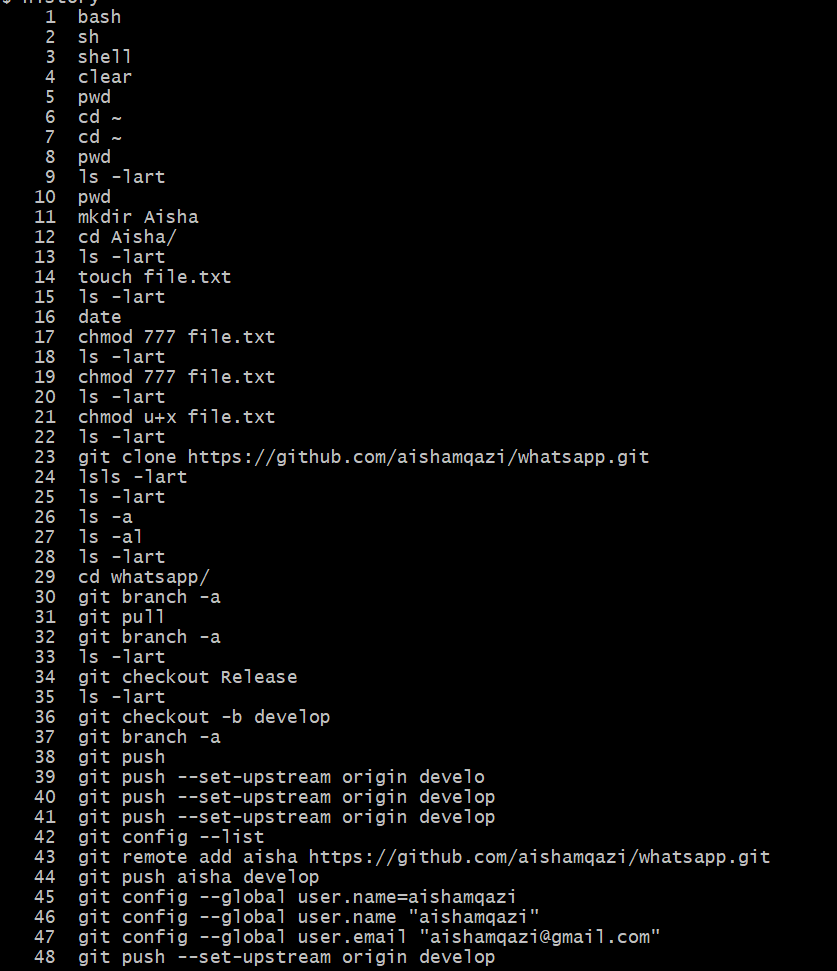 $ history
1 bash
2 sh
3 shell
4 clear
5 pwd
6 cd ~
7 cd ~
8 pwd
9 ls -lart
10 pwd
11 mkdir Aisha
12 cd Aisha/
13 ls -lart
14 touch file.txt
15 ls -lart
16 date
17 chmod 777 file.txt
18 ls -lart
19 chmod 777 file.txt
20 ls -lart
21 chmod u+x file.txt
22 ls -lart
23 git clone https://github.com/aishamqazi/whatsapp.git
24 lsls -lart
25 ls -lart
26 ls -a
27 ls -al
28 ls -lart
29 cd whatsapp/
30 git branch -a
31 git pull
32 git branch -a
33 ls -lart
34 git checkout Release
35 ls -lart
36 git checkout -b develop
37 git branch -a
38 git push
39 git push --set-upstream origin develo
40 git push --set-upstream origin develop
41 git push --set-upstream origin develop
42 git config --list
43 git remote add aisha https://github.com/aishamqazi/whatsapp.git
44 git push aisha develop
45 git config --global user.name=aishamqazi
46 git config --global user.name "aishamqazi"
47 git config --global user.email "aishamqazi@gmail.com"
48 git push --set-upstream origin develop